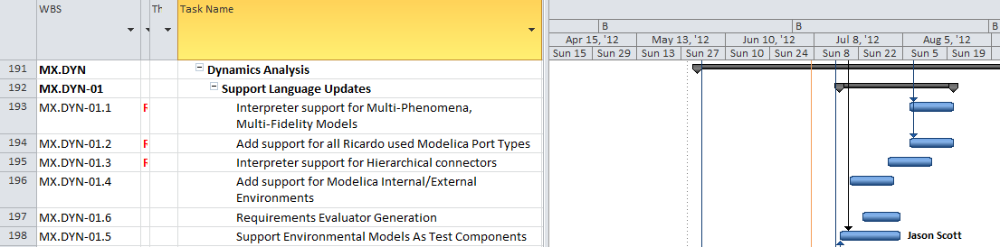 WBS Th Task Name
B B B
Apr 15, '12 May 13, '12 Jun 10, '12 Jul 8, '12 Aug 5, '12
Sun 15 Sun 29 Sun 13 Sun 27 Sun 10 Sun 24 Sun 8 Sun 22 Sun 5 Sun 19
191 MX.DYN Dynamics Analysis
192 MX.DYN-01 Support Language Updates
193 MX.DYN-01.1 F Interpreter support for Multi-Phenomena,
Multi-Fidelity Models
194 MX.DYN-01.2 F Add support for all Ricardo used Modelica Port Types
195 MX.DYN-01.3 F Interpreter support for Hierarchical connectors
196 MX.DYN-01.4 Add support for Modelica Internal/External
Environments
197 MX.DYN-01.6 Requirements Evaluator Generation
198 MX.DYN-01.5 Support Environmental Models As Test Components Jason Scott